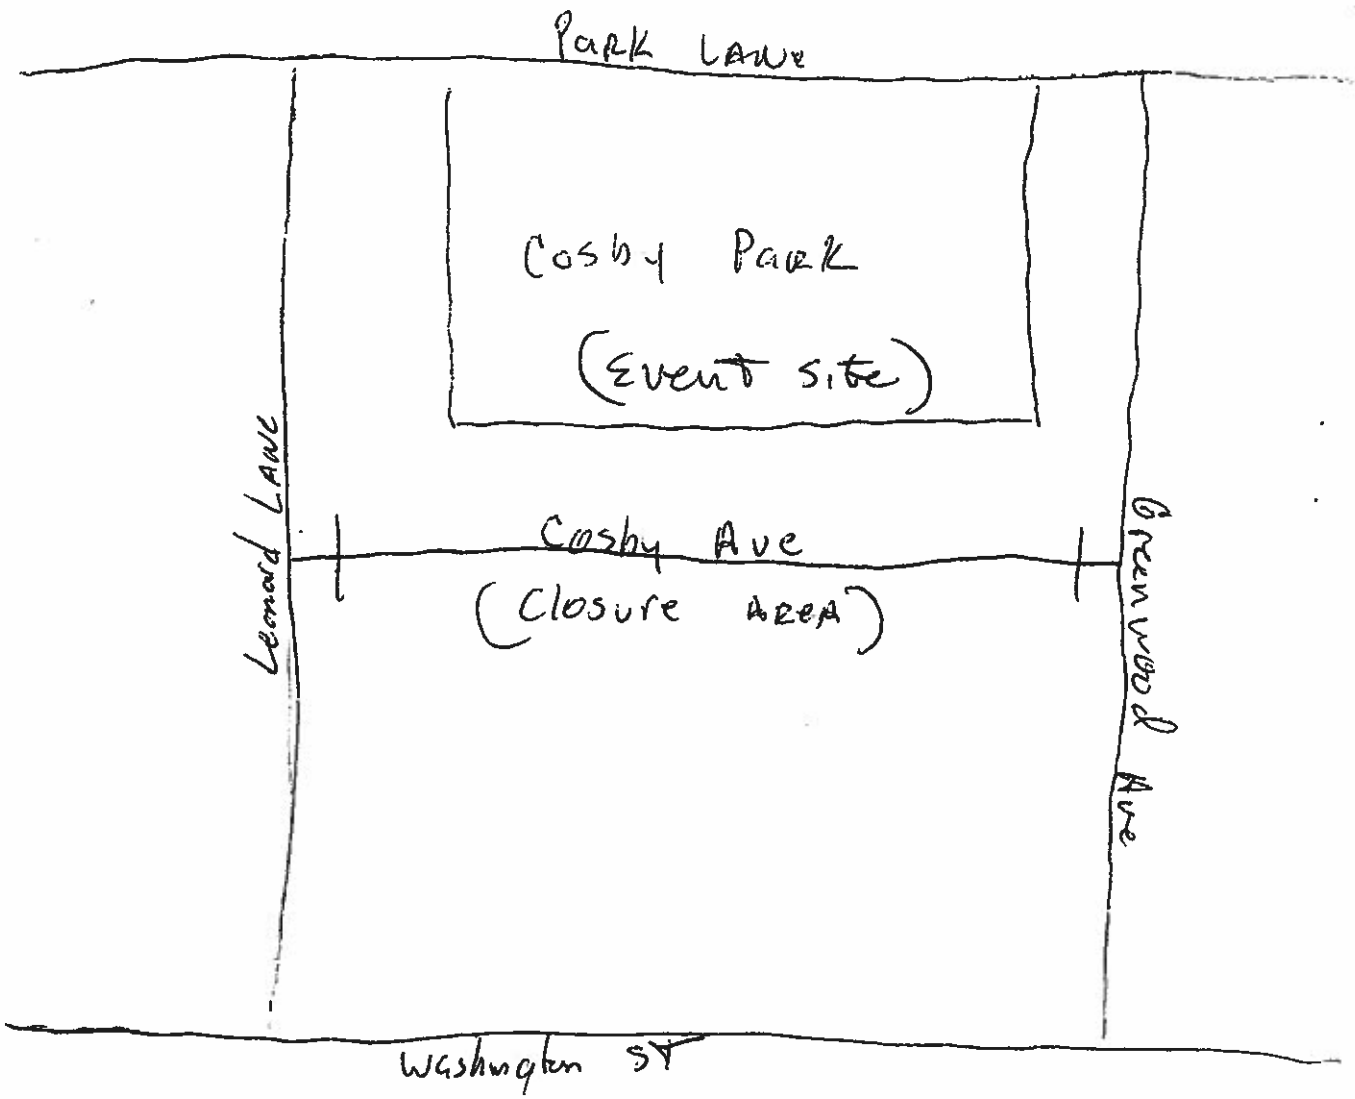 Park Lane
Cosby Park
(Event site)
Leonard Lane
Cosby Ave
(Closure Area)
Greenwood Ave
Washington ST